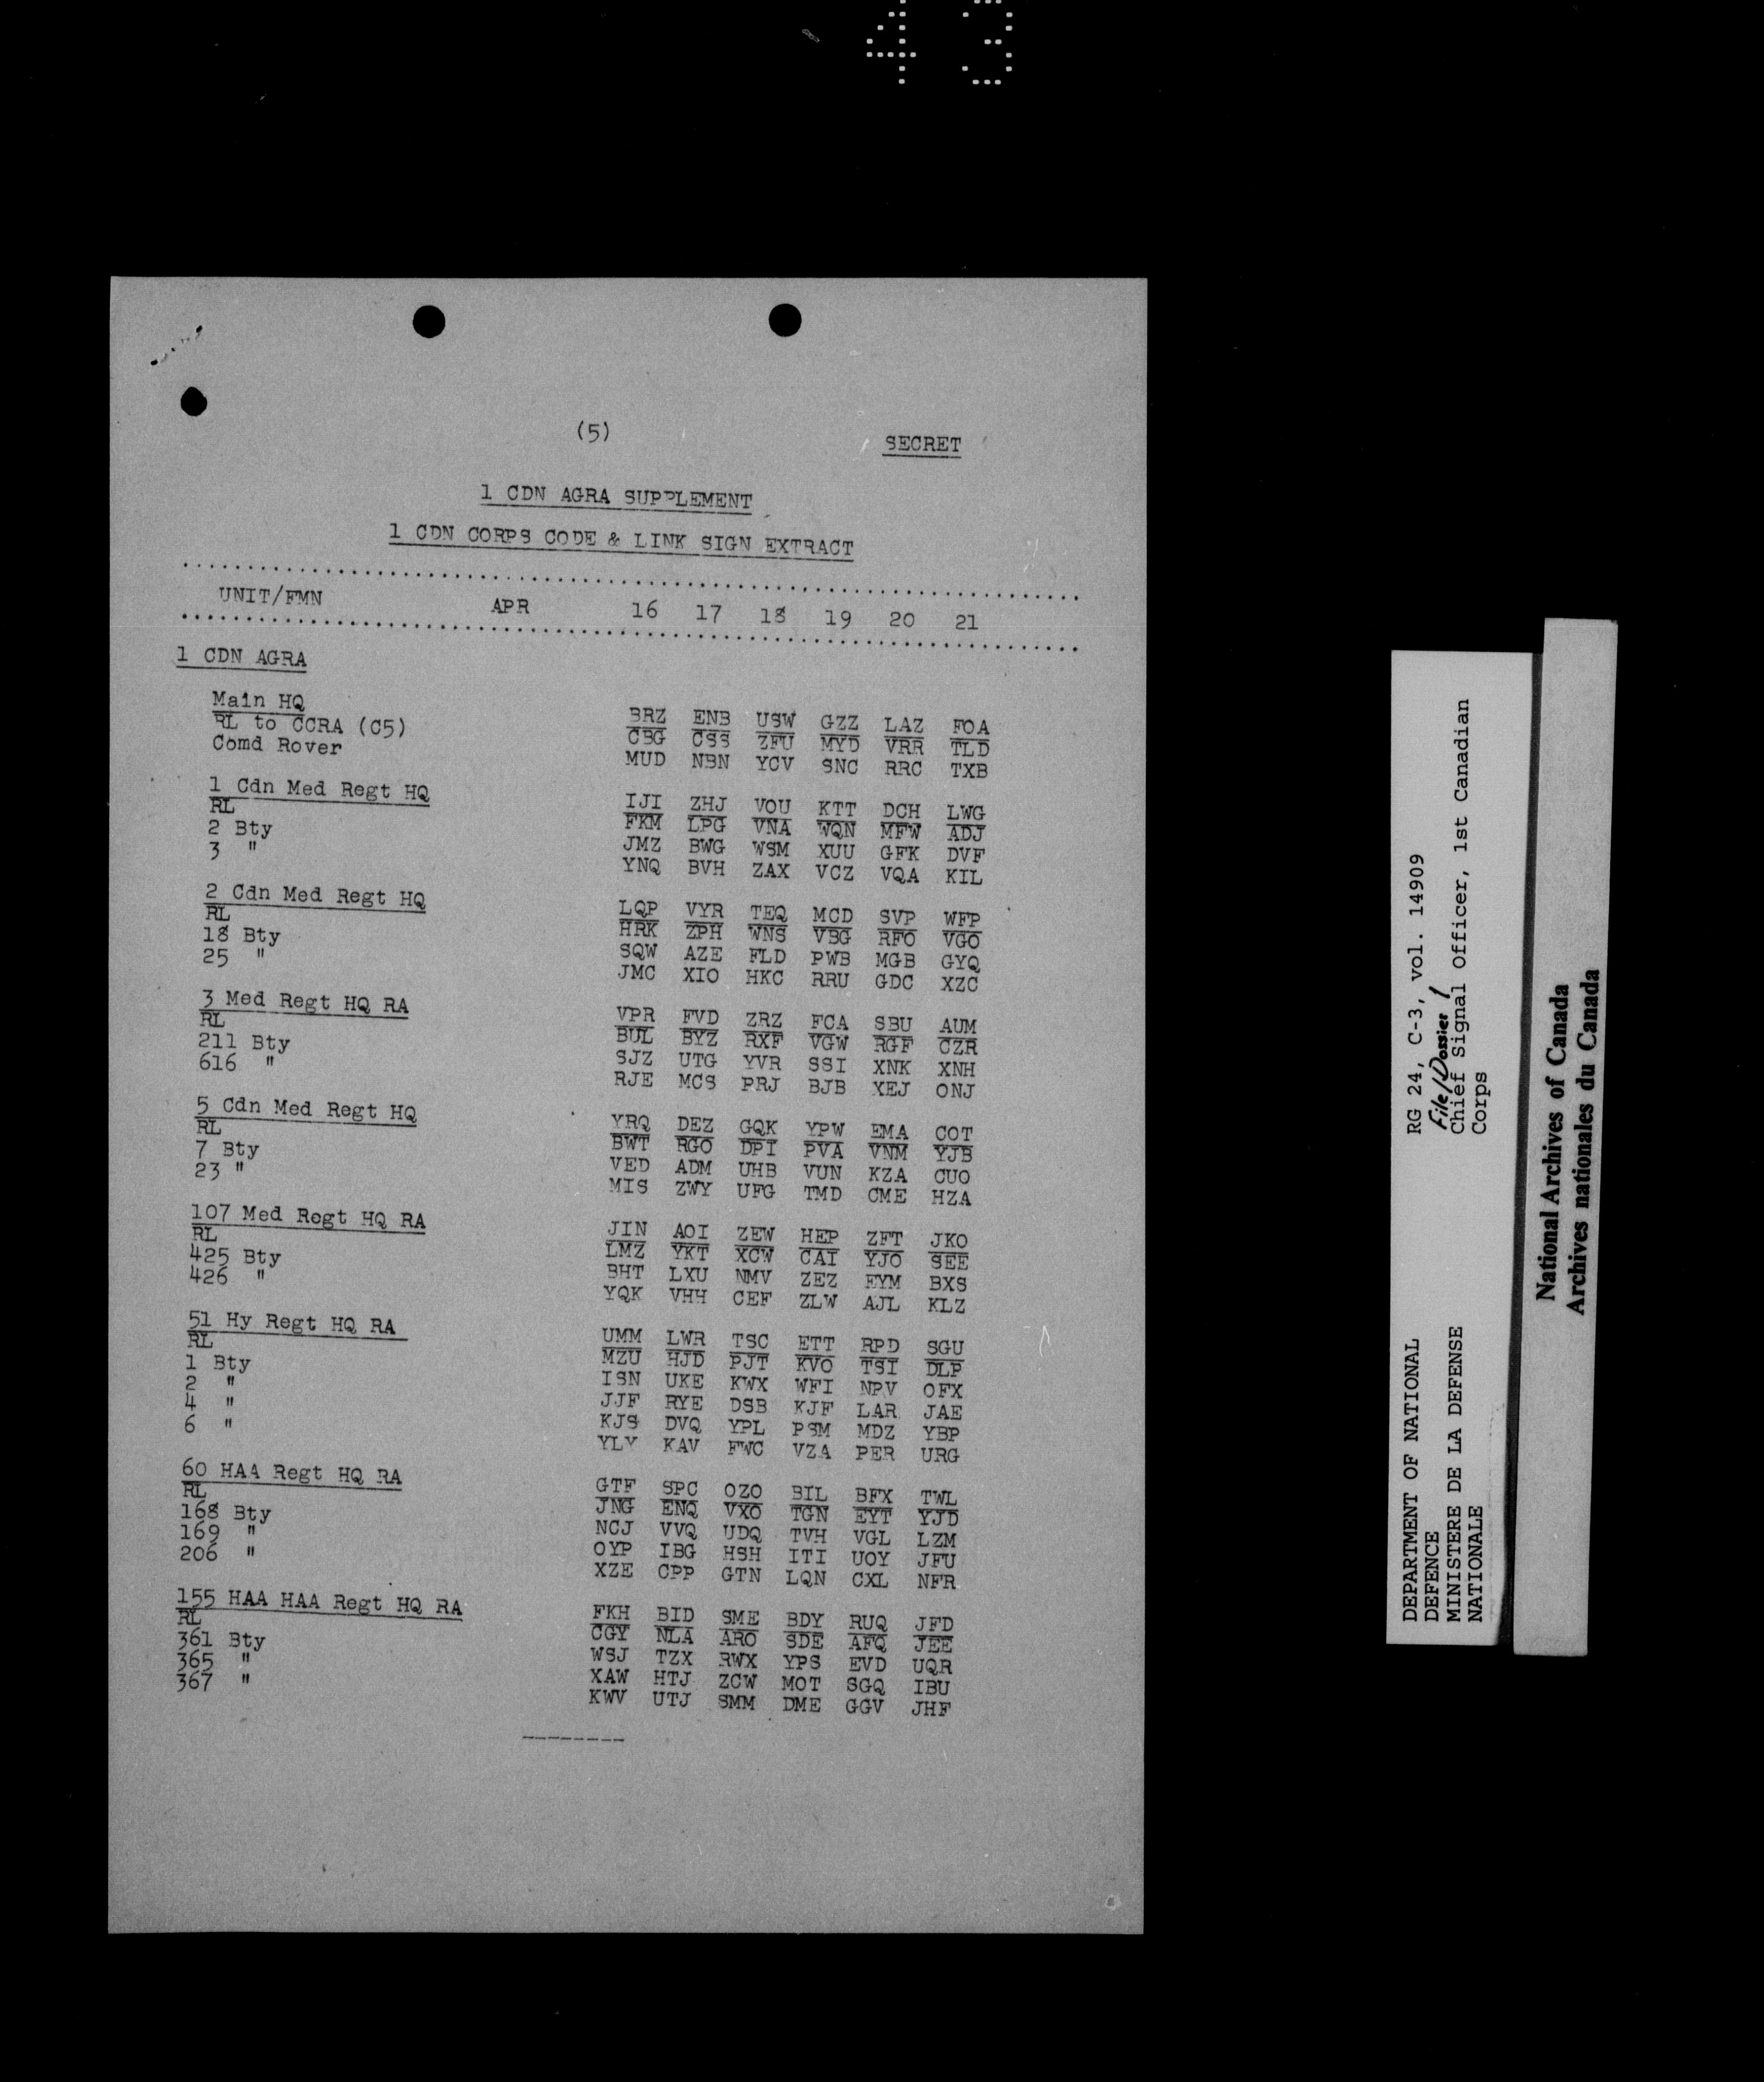 43
(5)
SECRET
1 CDN AGRA SUPPLEMENT
1 CDN CORPS CODE & LINK SIGN EXTRACT
UNIT/FMN APR 16 17 18 19 20 21
1 CDN AGRA
Main HQ BRZ ENB USW GZZ LAZ FOA
RL to CCRA (C5) CBG CSS ZFU MYD VRR TLD
Comd Rover MUD NBN YCV SNC RRC TXB
1 Cdn Med Regt HQ IJI ZHJ VOU KTT DCH LWG
RL FKM LPG VNA WQN MFW ADJ
2 Bty JMZ BWG WSM XUU GFK DVF
3 " YNQ BVH ZAX VCZ VQA KIL
2 Cdn Med Regt HQ LQP VYR TEQ MCD SVP WFP
RL HRK ZPH WNS VBG RFO VGO
18 Bty SQW AZE FLD PWB MGB GYQ
25 " JMC XIO HKC RRU GDC XZC
3 Med Regt HQ RA VPR FVD ZRZ FCA SBU AUM
RL BUL BYZ RXF VGW RGF CZR
211 Bty SJZ UTG YVR SSI XNK XNH
616 " RJE MCS PRJ BJB XEJ ONJ
5 Cdn Med Regt HQ YRQ DEZ GQK YPW EMA COT
RL BWT RGO DPI PVA VNM YJB
7 Bty VED ADM UHB VUN KZA CUO
23 " MIS ZWY UFG TMD CME HZA
107 Med Regt HQ RA JIN AOI ZEW HEP ZFT JKO
RL LMZ YKT XCW CAI YJO SEE
425 Bty BHT LXU NMV ZEZ EYM BXS
426 " YQK VHH CEF ZLW AJL KLZ
51 Hy Regt HQ RA UMM LWR TSC ETT RPD SGU
RL MZU HJD PJT KVO TSI DLP
1 Bty ISN UKE KWX WFI NPV OFX
2 " JJF RYE DSB KJF LAR JAE
4 " KJS DVQ YPL PSM MDZ YBP
6 " YLY KAV FWC VZA PER URG
60 HAA Regt HQ RA GTF SPC OZO BIL BFX TWL
RL JNG ENQ VXO TGN EYT YJD
168 Bty NCJ VVQ UDQ TVH VGL LZM
169 " OYP IBG HSH ITI UOY JFU
206 " XZE CPP GTN LQN CXL NFR
155 HAA HAA Regt HQ RA FKH BID SME BDY RUQ JFD
RL CGY NLA ARO SDE AFQ JEE
361 Bty WSJ TZX RWX YPS EVD UQR
365 " XAW HTJ ZCW MOT SGQ IBU
367 " KWV UTJ SMM DME GGV JHF
DEPARTMENT OF NATIONAL
DEFENCE
MINISTERE DE LA DEFENSE
NATIONALE
RG 24, C-3, vol. 14909
File/Dossier 1
Chief Signal Officer, 1st Canadian
Corps
National Archives of Canada
Archives nationales du Canada